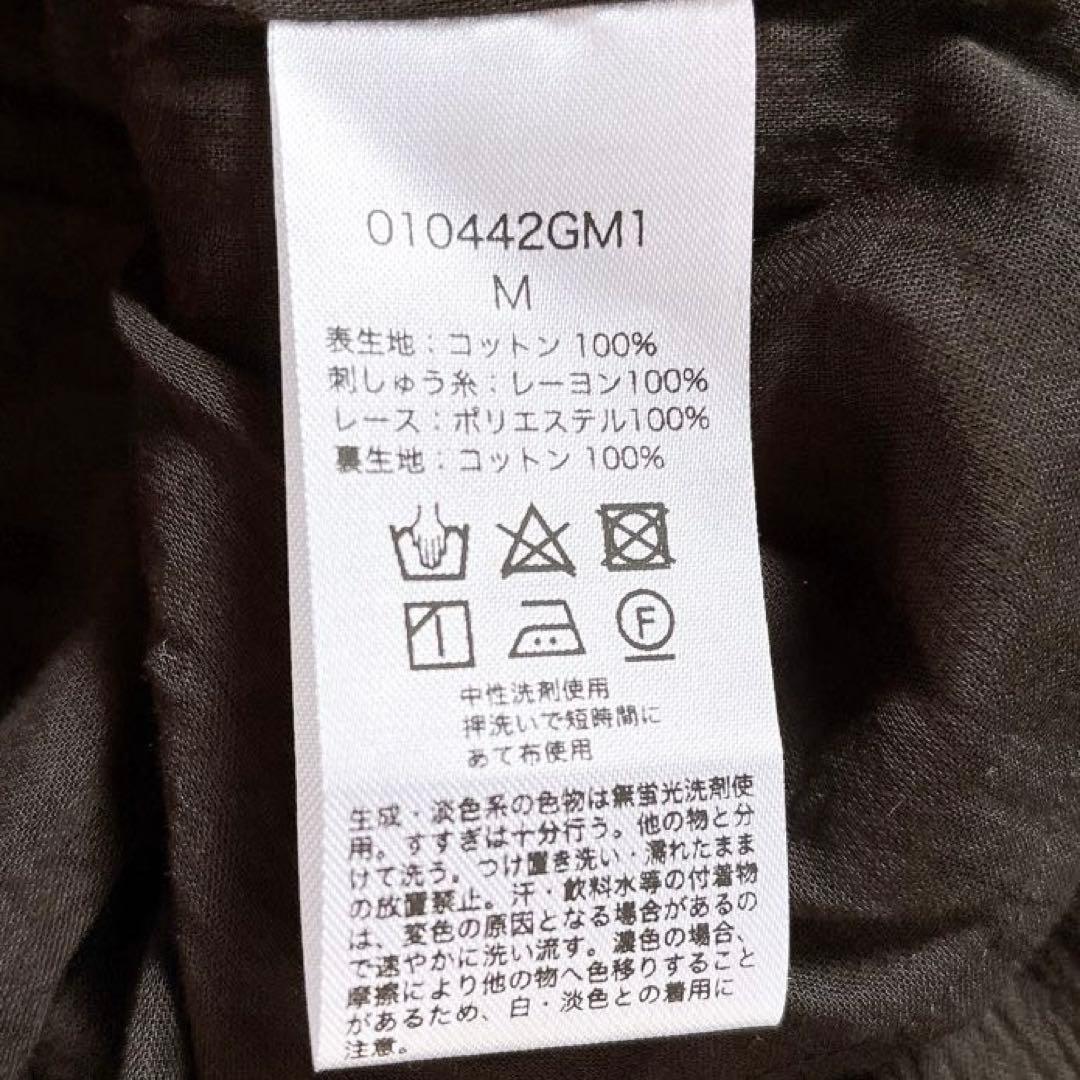 010442GM1
M
表生地：コットン 100%
刺しゅう糸：レーヨン100%
レース：ポリエステル100%
裏生地：コットン 100%
F
中性洗剤使用
押洗いで短時間に
あて布使用
生成・淡色系の色物は無蛍光洗剤使
用。すすぎは十分行う。他の物と分
けて洗う。つけ置き洗い・濡れたまま
の放置禁止。汗・飲料水等の付着物
は、変色の原因となる場合があるの
で速やかに洗い流す。濃色の場合、
摩擦により他の物へ色移りすること
があるため、白・淡色との着用に
注意。